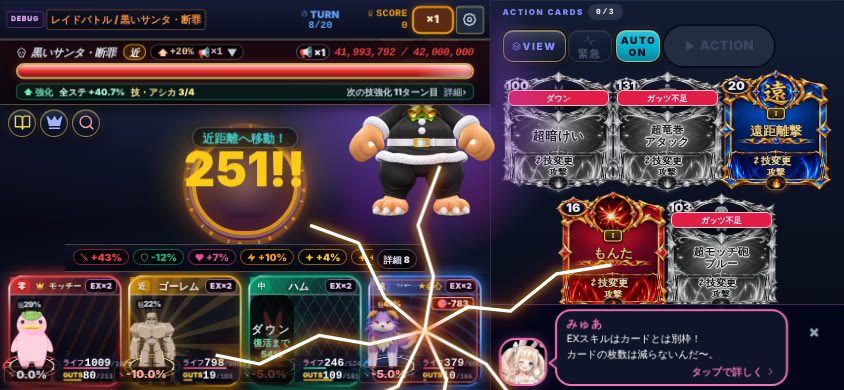 DEBUG
レイドバトル / 黒いサンタ・断罪
TURN
8/20
SCORE
0
×1
黒いサンタ・断罪 近
+20% ×1 ▼
×1
41,993,792 / 42,000,000
強化 全ステ+40.7% 技・アシカ 3/4
次の技強化 11ターン目 詳細›
近距離へ移動！
251!!
+43%
-12%
+7%
+10%
+4%
詳細 8
零 モッチー EX×2
29%
0.0%
ライフ1009
GUTS80
近 ゴーレム EX×2
22%
-10.0%
ライフ798
GUTS19/103
中 ハム EX×2
ダウン
復活まで
-5.0%
ライフ246
GUTS109/181
EX×2
-783
-5.0%
ライフ379
/166
ACTION CARDS 0/3
VIEW
緊急
AUTO
ON
ACTION
100
ダウン
超暗けい
技変更
攻撃
131
ガッツ不足
超竜巻
アタック
技変更
攻撃
20
遠
I
遠距離撃
技変更
攻撃
16
I
もんた
技変更
攻撃
103
ガッツ不足
超モッチ砲
ブルー
技変更
攻撃
みゅあ
EXスキルはカードとは別枠！
カードの枚数は減らないんだ〜。
タップで詳しく ›